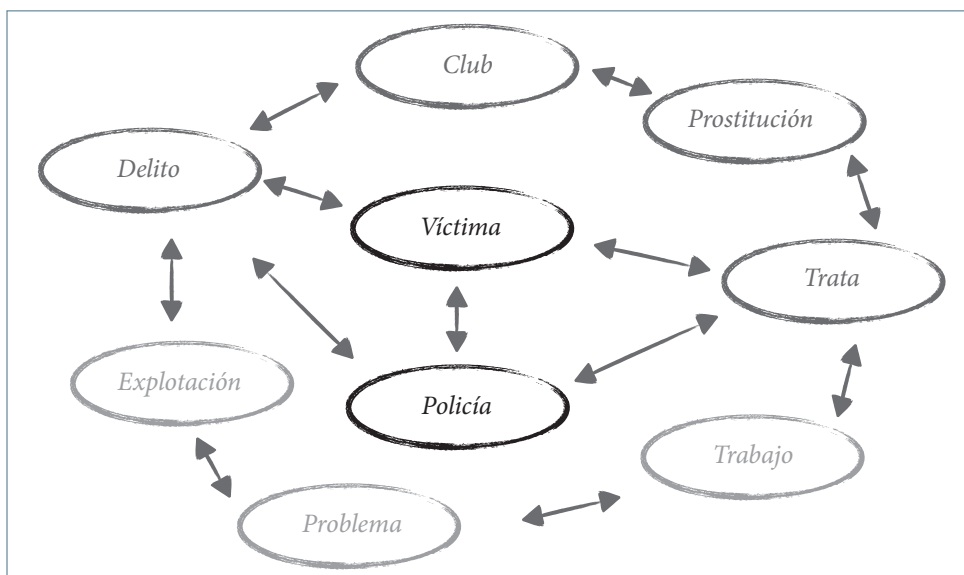 Club
Prostitución
Delito
Víctima
Trata
Explotación
Policía
Trabajo
Problema